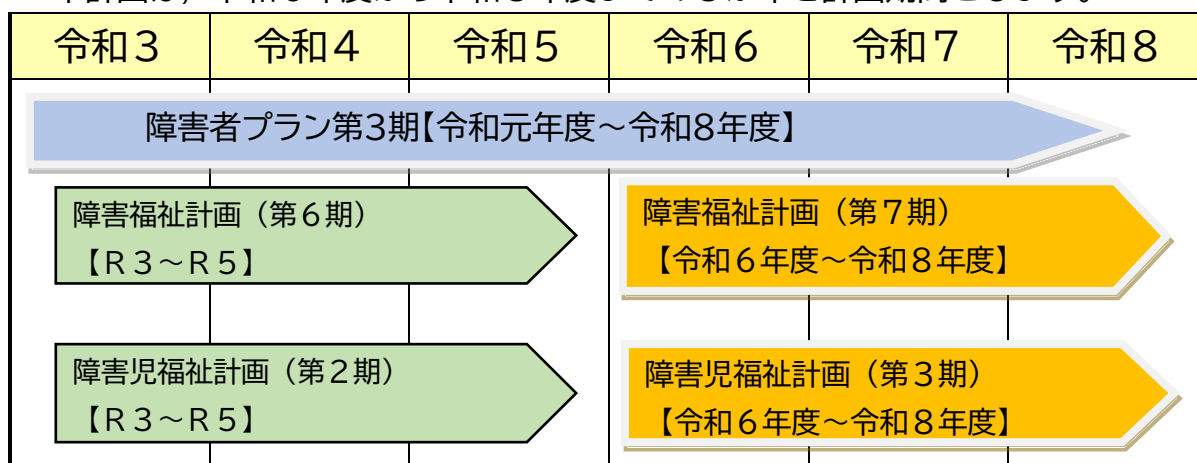 令和3 令和4 令和5 令和6 令和7 令和8
障害者プラン第3期【令和元年度～令和8年度】
障害福祉計画（第６期）
【Ｒ３～Ｒ５】
障害福祉計画（第７期）
【令和６年度～令和８年度】
障害児福祉計画（第２期）
【Ｒ３～Ｒ５】
障害児福祉計画（第３期）
【令和６年度～令和８年度】